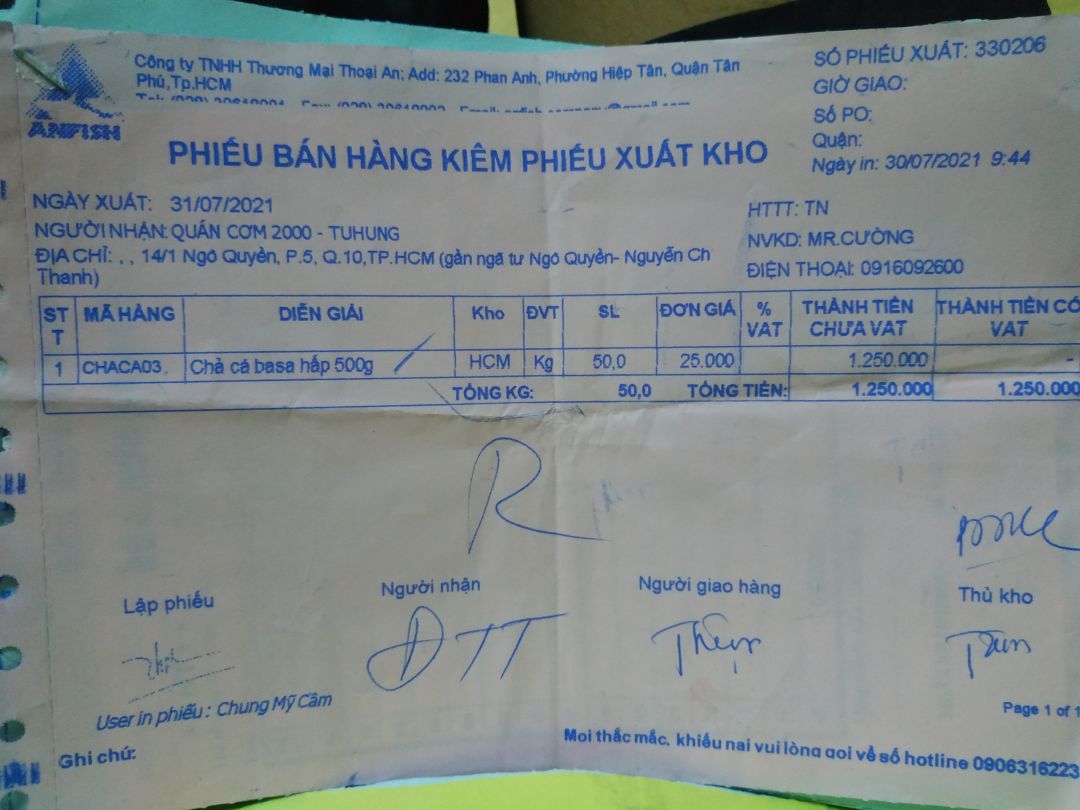 ANFISH
Công ty TNHH Thương Mại Thoại An; Add: 232 Phan Anh, Phường Hiệp Tân, Quận Tân
Phú,Tp.HCM
SỐ PHIẾU XUẤT: 330206
GIỜ GIAO:
Số PO:
Quận:
Ngày in: 30/07/2021 9:44
PHIẾU BÁN HÀNG KIÊM PHIẾU XUẤT KHO
NGÀY XUẤT: 31/07/2021
NGƯỜI NHẬN: QUÁN CƠM 2000 - TUHUNG
ĐỊA CHỈ: , , 14/1 Ngô Quyền, P.5, Q.10,TP.HCM (gần ngã tư Ngô Quyền- Nguyễn Ch
Thanh)
HTTT: TN
NVKD: MR.CƯỜNG
ĐIỆN THOẠI: 0916092600
STT MÃ HÀNG DIỄN GIẢI Kho ĐVT SL ĐƠN GIÁ % VAT THÀNH TIỀN CHƯA VAT THÀNH TIỀN CÓ VAT
1 CHACA03. Chả cá basa hấp 500g HCM Kg 50,0 25.000 1.250.000 -
TỔNG KG: 50,0 TỔNG TIỀN: 1.250.000 1.250.000
R
Lập phiếu Người nhận Người giao hàng Thủ kho
ĐTT
User in phiếu : Chung Mỹ Cầm
Page 1 of 1
Ghi chú:
Mọi thắc mắc, khiếu nại vui lòng gọi về số hotline 0906316223